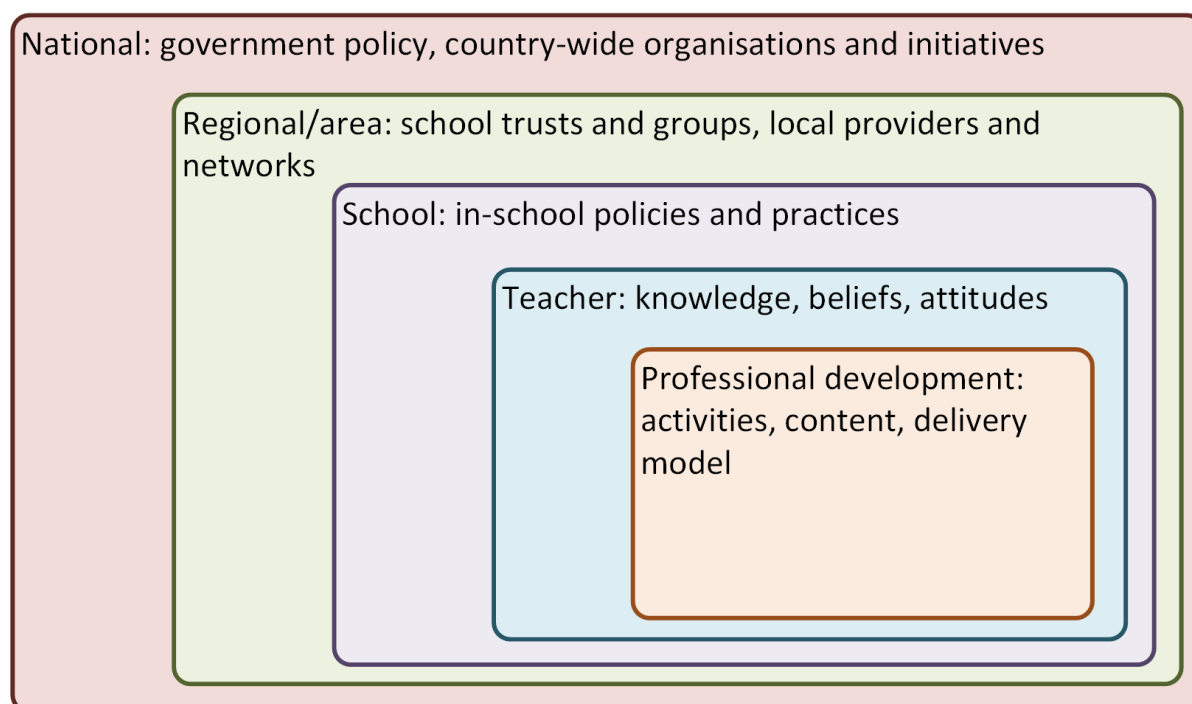 National: government policy, country-wide organisations and initiatives
Regional/area: school trusts and groups, local providers and
networks
School: in-school policies and practices
Teacher: knowledge, beliefs, attitudes
Professional development:
activities, content, delivery
model